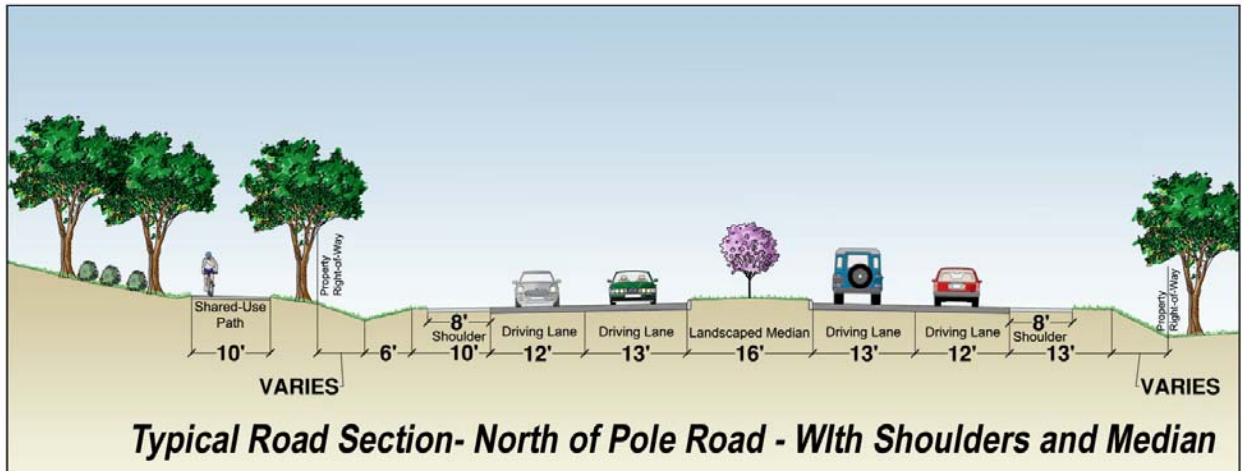 Property
Right-of-Way
Property
Right-of-Way
Shared-Use
Path
10'
6'
8'
Shoulder
10'
Driving Lane
12'
Driving Lane
13'
Landscaped Median
16'
Driving Lane
13'
Driving Lane
12'
8'
Shoulder
13'
VARIES
VARIES
Typical Road Section- North of Pole Road - WIth Shoulders and Median